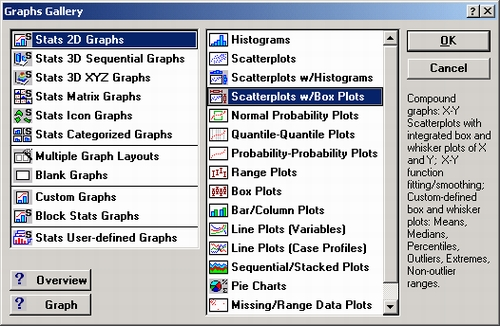 Graphs Gallery
Stats 2D Graphs
Stats 3D Sequential Graphs
Stats 3D XYZ Graphs
Stats Matrix Graphs
Stats Icon Graphs
Stats Categorized Graphs
Multiple Graph Layouts
Blank Graphs
Custom Graphs
Block Stats Graphs
Stats User-defined Graphs
? Overview
? Graph
Histograms
Scatterplots
Scatterplots w/Histograms
Scatterplots w/Box Plots
Normal Probability Plots
Quantile-Quantile Plots
Probability-Probability Plots
Range Plots
Box Plots
Bar/Column Plots
Line Plots (Variables)
Line Plots (Case Profiles)
Sequential/Stacked Plots
Pie Charts
Missing/Range Data Plots
OK
Cancel
Compound
graphs: X-Y
Scatterplots with
integrated box and
whisker plots of X
and Y; X-Y
function
fitting/smoothing;
Custom-defined
box and whisker
plots: Means,
Medians,
Percentiles,
Outliers, Extremes,
Non-outlier
ranges.